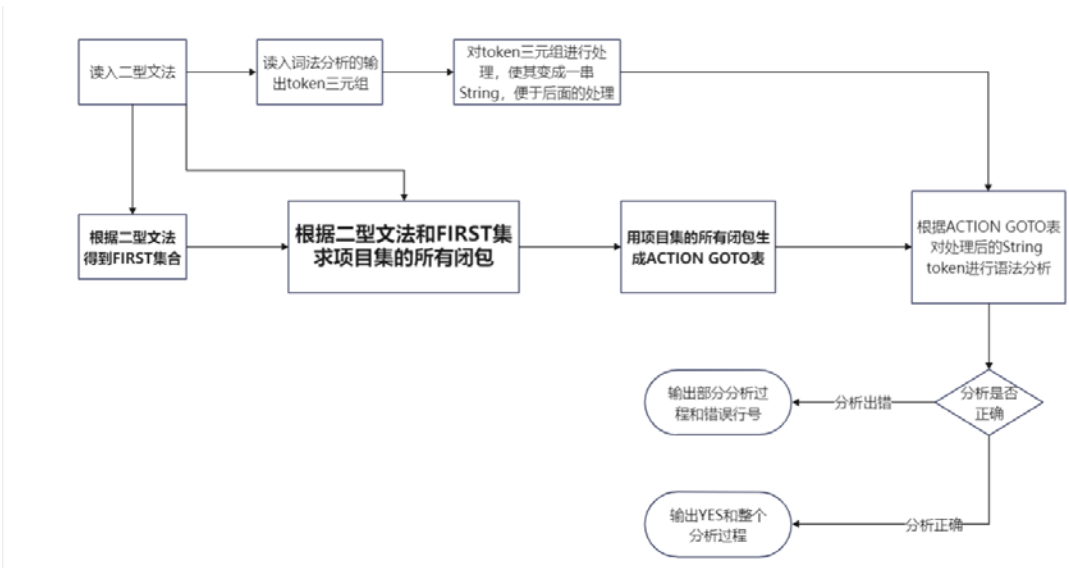 读入二型文法
读入词法分析的输
出token三元组
对token三元组进行处
理，使其变成一串
String，便于后面的处理
根据二型文法
得到FIRST集合
根据二型文法和FIRST集
求项目集的所有闭包
用项目集的所有闭包生
成ACTION GOTO表
根据ACTION GOTO表
对处理后的String
token进行语法分析
分析是否
正确
分析出错
输出部分分析过
程和错误行号
分析正确
输出YES和整个
分析过程